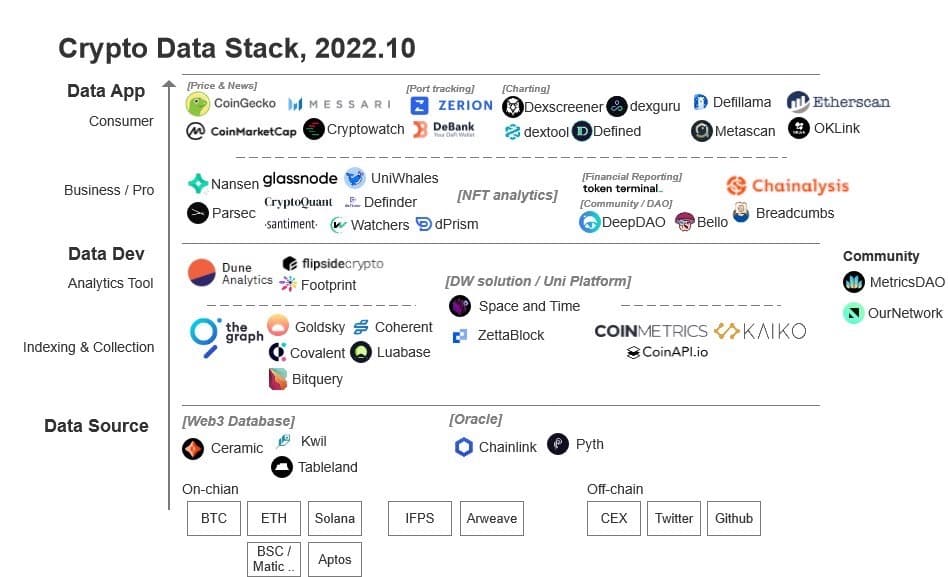 Crypto Data Stack, 2022.10
Data App
Consumer
[Price & News]
[Port tracking]
[Charting]
CoinGecko
MESSARI
ZERION
Dexscreener
dexguru
Defillama
Etherscan
CoinMarketCap
Cryptowatch
DeBank
Your DeFi Wallet
dextool
Defined
Metascan
OKLink
Business / Pro
Nansen
glassnode
UniWhales
[NFT analytics]
[Financial Reporting]
token terminal_
Chainalysis
Parsec
CryptoQuant
Definder
[Community / DAO]
·santiment·
Watchers
dPrism
DeepDAO
Bello
Breadcumbs
Data Dev
Analytics Tool
Dune
Analytics
flipsidecrypto
Footprint
[DW solution / Uni Platform]
Space and Time
ZettaBlock
Community
MetricsDAO
OurNetwork
Indexing & Collection
the
graph
Goldsky
Coherent
Covalent
Luabase
Bitquery
COINMETRICS
KAIKO
CoinAPI.io
Data Source
[Web3 Database]
[Oracle]
Ceramic
Kwil
Tableland
Chainlink
Pyth
On-chian
Off-chain
BTC
ETH
Solana
IFPS
Arweave
CEX
Twitter
Github
BSC /
Matic ..
Aptos